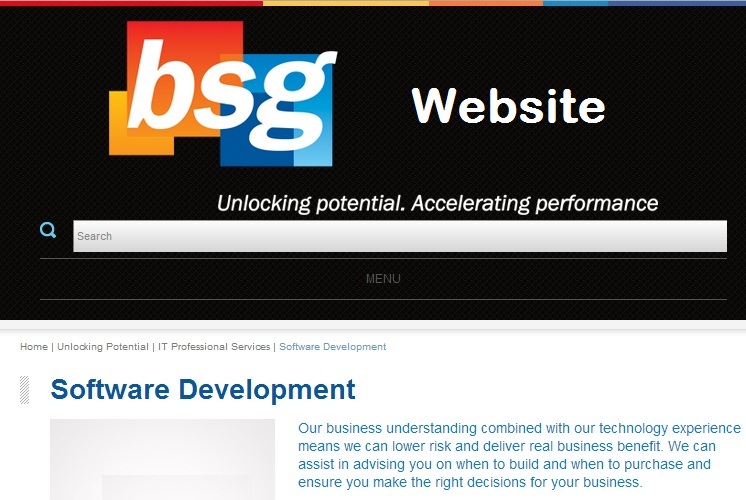 bsg
Website
Unlocking potential. Accelerating performance
Search
MENU
Home | Unlocking Potential | IT Professional Services | Software Development
Software Development
Our business understanding combined with our technology experience
means we can lower risk and deliver real business benefit. We can
assist in advising you on when to build and when to purchase and
ensure you make the right decisions for your business.